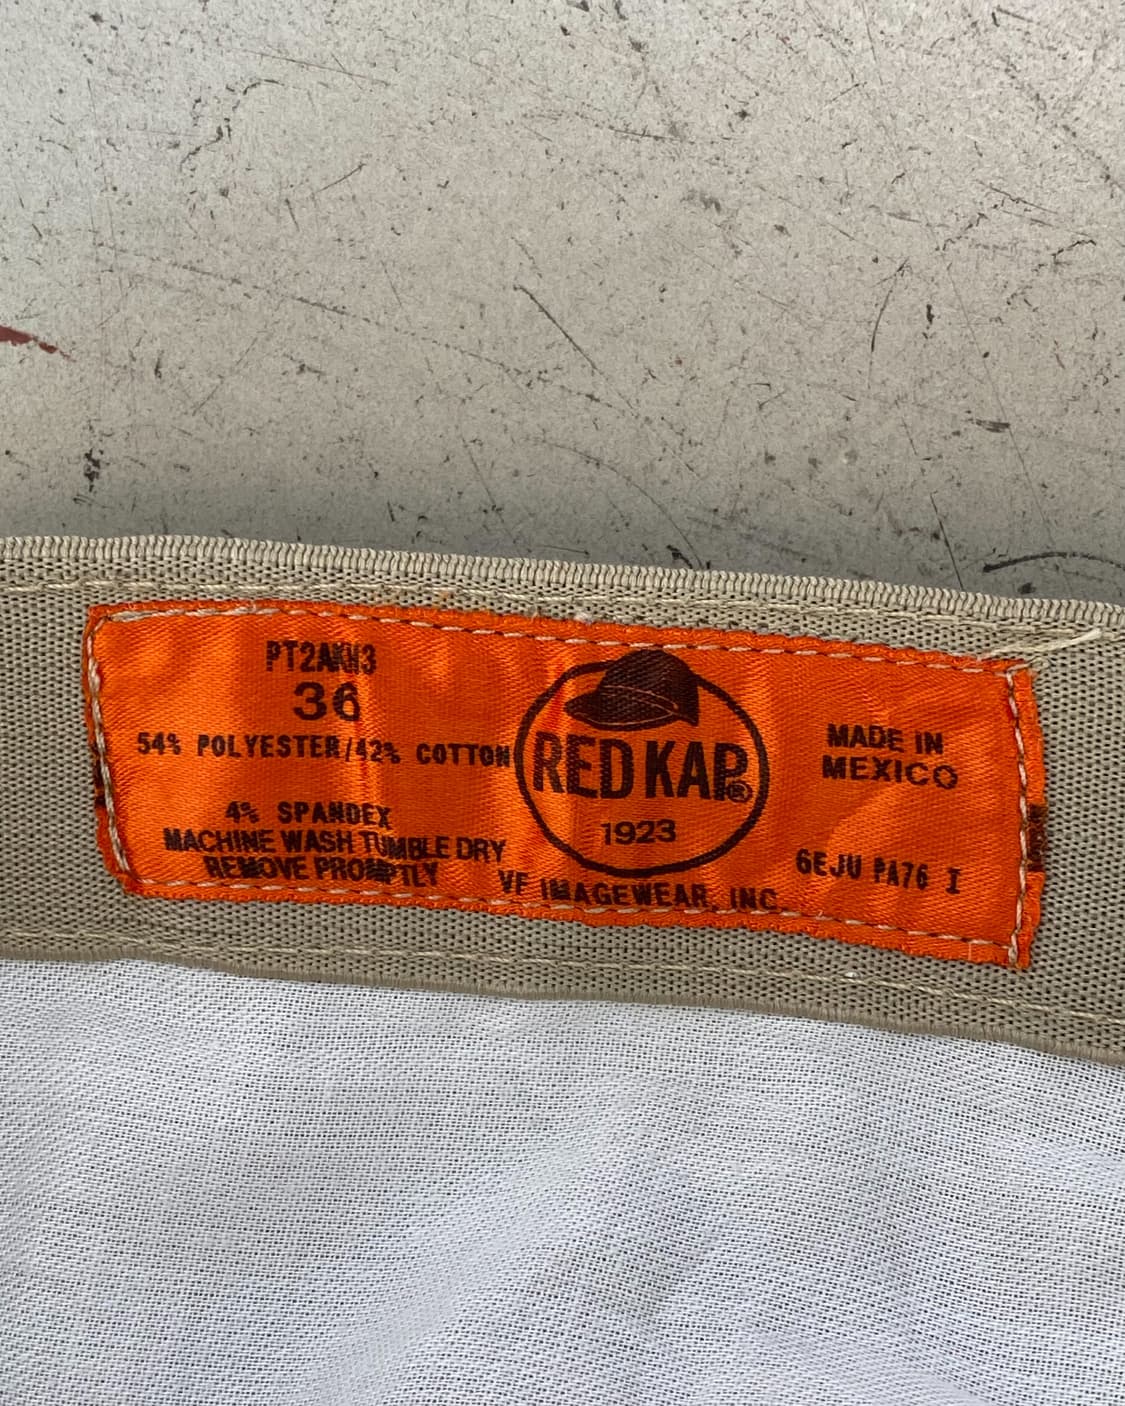 PT2AKH3
36
54% POLYESTER/42% COTTON
4% SPANDEX
MACHINE WASH TUMBLE DRY
REMOVE PROMPTLY
RED KAP®
1923
VF IMAGEWEAR, INC.
MADE IN
MEXICO
6EJU PA76 I